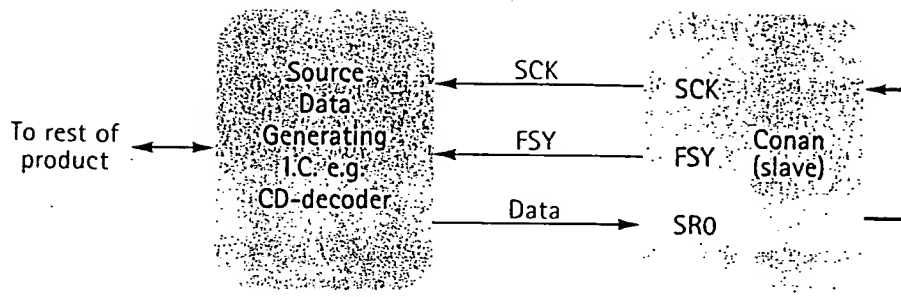 To rest of
product
Source
Data
Generating
I.C. e.g.
CD-decoder
SCK
FSY
Data
SCK
FSY
SR0
Conan
(slave)